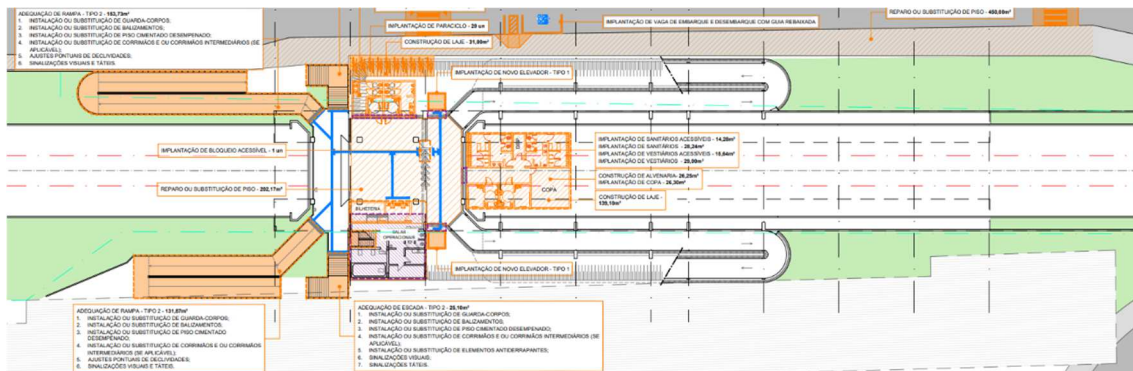 ADEQUAÇÃO DE RAMPA - TIPO 2 - 163,73m²
1. INSTALAÇÃO OU SUBSTITUIÇÃO DE GUARDA-CORPOS;
2. INSTALAÇÃO OU SUBSTITUIÇÃO DE BALIZAMENTOS;
3. INSTALAÇÃO OU SUBSTITUIÇÃO DE PISO CIMENTADO DESEMPENADO;
4. INSTALAÇÃO OU SUBSTITUIÇÃO DE CORRIMÃOS E OU CORRIMÃOS INTERMEDIÁRIOS (SE
APLICÁVEL);
5. AJUSTES PONTUAIS DE DECLIVIDADES;
6. SINALIZAÇÕES VISUAIS E TÁTEIS.
IMPLANTAÇÃO DE PARACICLO - 20 un
CONSTRUÇÃO DE LAJE - 31,99m²
IMPLANTAÇÃO DE VAGA DE EMBARQUE E DESEMBARQUE COM GUIA REBAIXADA
REPARO OU SUBSTITUIÇÃO DE PISO - 450,69m²
IMPLANTAÇÃO DE NOVO ELEVADOR - TIPO 1
IMPLANTAÇÃO DE BLOQUEIO ACESSÍVEL - 1 un
REPARO OU SUBSTITUIÇÃO DE PISO - 202,17m²
BILHETERIA
SALAS
OPERACIONAIS
COPA
IMPLANTAÇÃO DE SANITÁRIOS ACESSÍVEIS - 14,26m²
IMPLANTAÇÃO DE SANITÁRIOS - 28,24m²
IMPLANTAÇÃO DE VESTIÁRIOS ACESSÍVEIS - 15,64m²
IMPLANTAÇÃO DE VESTIÁRIOS - 29,99m²
CONSTRUÇÃO DE ALVENARIA- 26,25m²
IMPLANTAÇÃO DE COPA - 26,30m²
CONSTRUÇÃO DE LAJE -
139,19m²
IMPLANTAÇÃO DE NOVO ELEVADOR - TIPO 1
ADEQUAÇÃO DE RAMPA - TIPO 2 - 131,57m²
1. INSTALAÇÃO OU SUBSTITUIÇÃO DE GUARDA-CORPOS;
2. INSTALAÇÃO OU SUBSTITUIÇÃO DE BALIZAMENTOS;
3. INSTALAÇÃO OU SUBSTITUIÇÃO DE PISO CIMENTADO
DESEMPENADO;
4. INSTALAÇÃO OU SUBSTITUIÇÃO DE CORRIMÃOS E OU CORRIMÃOS
INTERMEDIÁRIOS (SE APLICÁVEL);
5. AJUSTES PONTUAIS DE DECLIVIDADES;
6. SINALIZAÇÕES VISUAIS E TÁTEIS.
ADEQUAÇÃO DE ESCADA - TIPO 2 - 25,16m²
1. INSTALAÇÃO OU SUBSTITUIÇÃO DE GUARDA-CORPOS;
2. INSTALAÇÃO OU SUBSTITUIÇÃO DE BALIZAMENTOS;
3. INSTALAÇÃO OU SUBSTITUIÇÃO DE PISO CIMENTADO DESEMPENADO;
4. INSTALAÇÃO OU SUBSTITUIÇÃO DE CORRIMÃOS E OU CORRIMÃOS INTERMEDIÁRIOS (SE
APLICÁVEL);
5. INSTALAÇÃO OU SUBSTITUIÇÃO DE ELEMENTOS ANTIDERRAPANTES;
6. SINALIZAÇÕES VISUAIS;
7. SINALIZAÇÕES TÁTEIS.